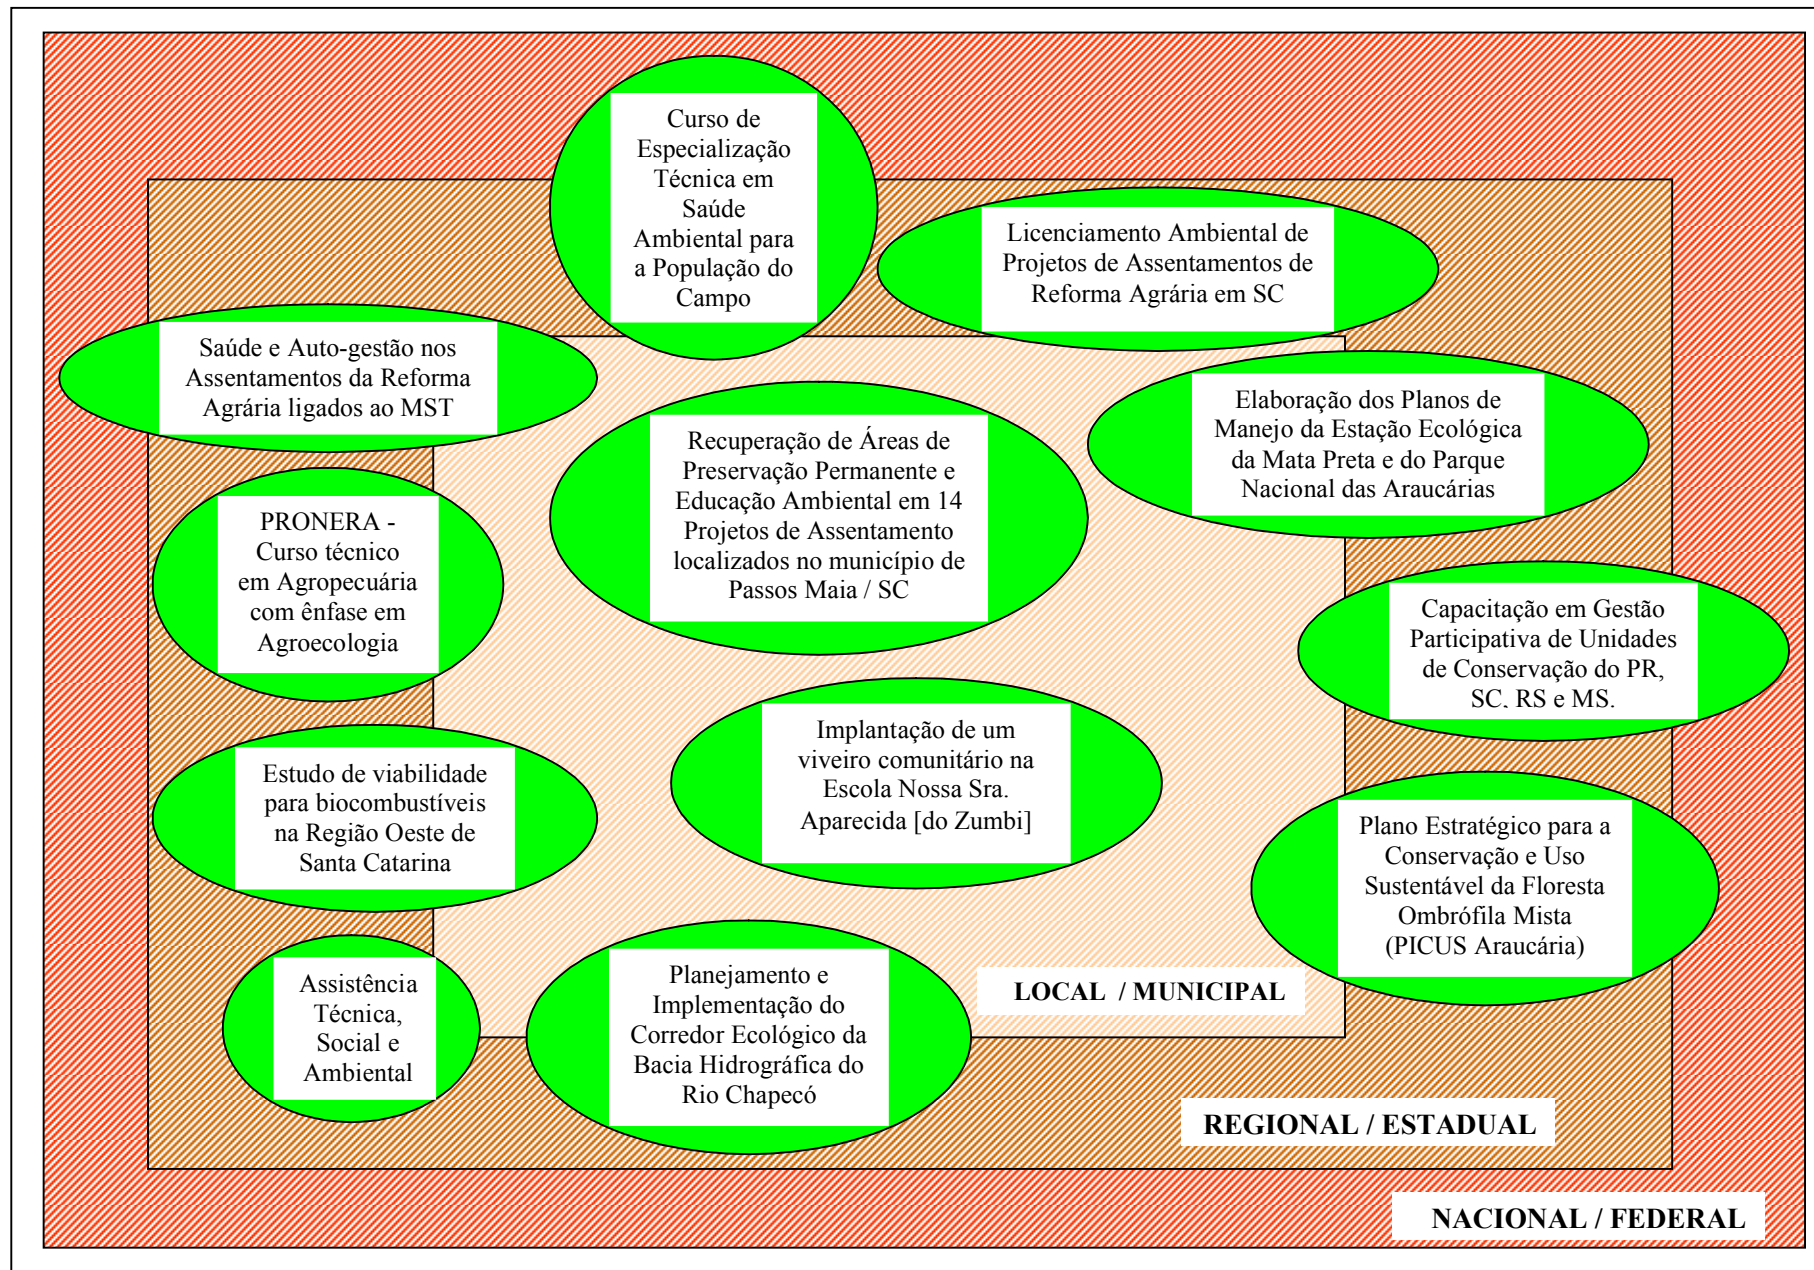 Curso de
Especialização
Técnica em
Saúde
Ambiental para
a População do
Campo
Licenciamento Ambiental de
Projetos de Assentamentos de
Reforma Agrária em SC
Saúde e Auto-gestão nos
Assentamentos da Reforma
Agrária ligados ao MST
Recuperação de Áreas de
Preservação Permanente e
Educação Ambiental em 14
Projetos de Assentamento
localizados no município de
Passos Maia / SC
Elaboração dos Planos de
Manejo da Estação Ecológica
da Mata Preta e do Parque
Nacional das Araucárias
PRONERA -
Curso técnico
em Agropecuária
com ênfase em
Agroecologia
Capacitação em Gestão
Participativa de Unidades
de Conservação do PR,
SC, RS e MS.
Implantação de um
viveiro comunitário na
Escola Nossa Sra.
Aparecida [do Zumbi]
Estudo de viabilidade
para biocombustíveis
na Região Oeste de
Santa Catarina
Plano Estratégico para a
Conservação e Uso
Sustentável da Floresta
Ombrófila Mista
(PICUS Araucária)
Assistência
Técnica,
Social e
Ambiental
Planejamento e
Implementação do
Corredor Ecológico da
Bacia Hidrográfica do
Rio Chapecó
LOCAL / MUNICIPAL
REGIONAL / ESTADUAL
NACIONAL / FEDERAL